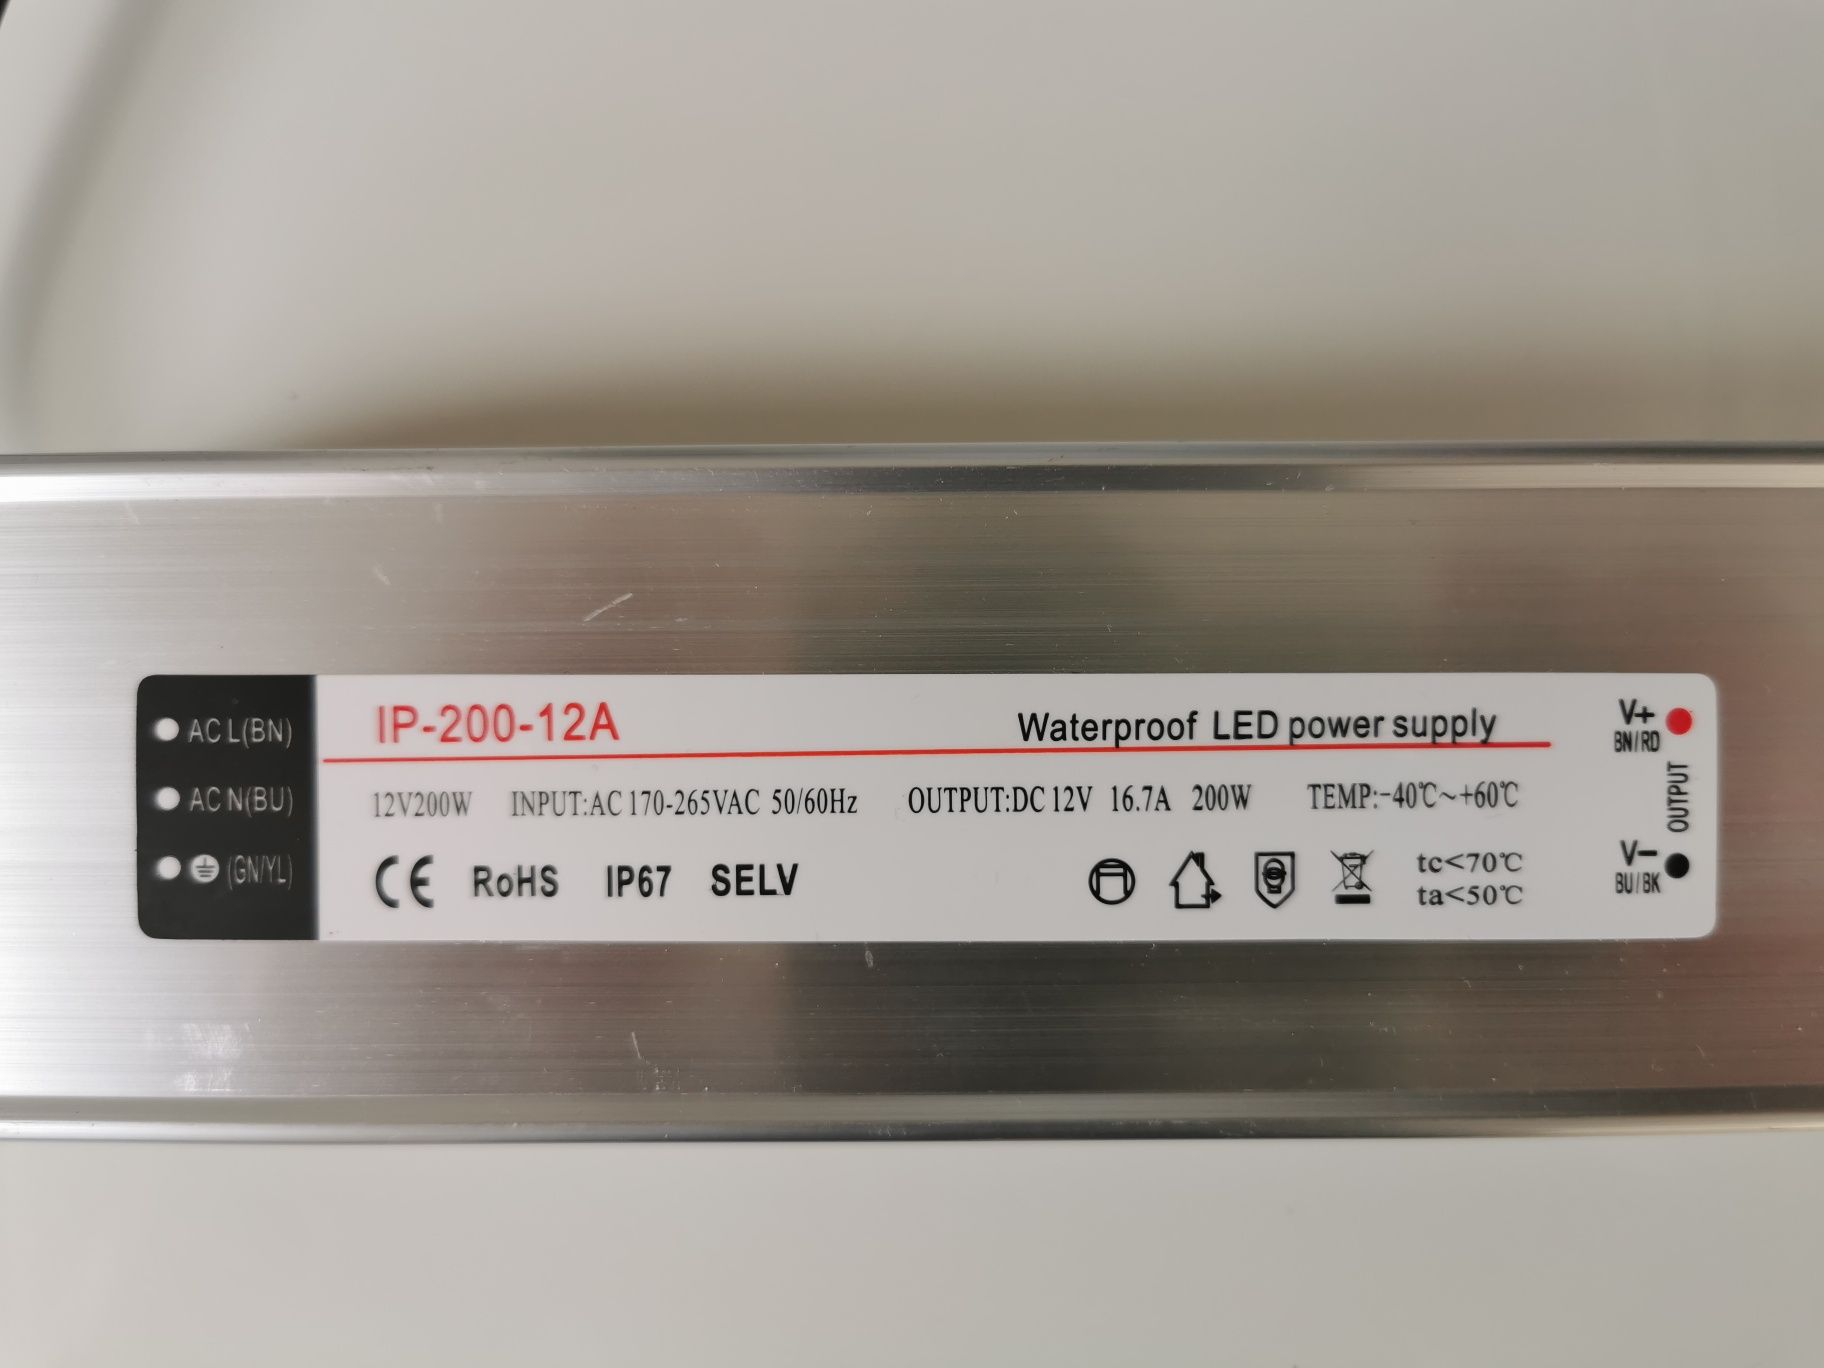 AC L(BN)
AC N(BU)
(GN/YL)
IP-200-12A
Waterproof LED power supply
12V200W INPUT:AC 170-265VAC 50/60Hz OUTPUT:DC 12V 16.7A 200W TEMP:-40℃~+60℃
CE RoHS IP67 SELV
tc<70℃
ta<50℃
V+
BN/RD
OUTPUT
V-
BU/BK